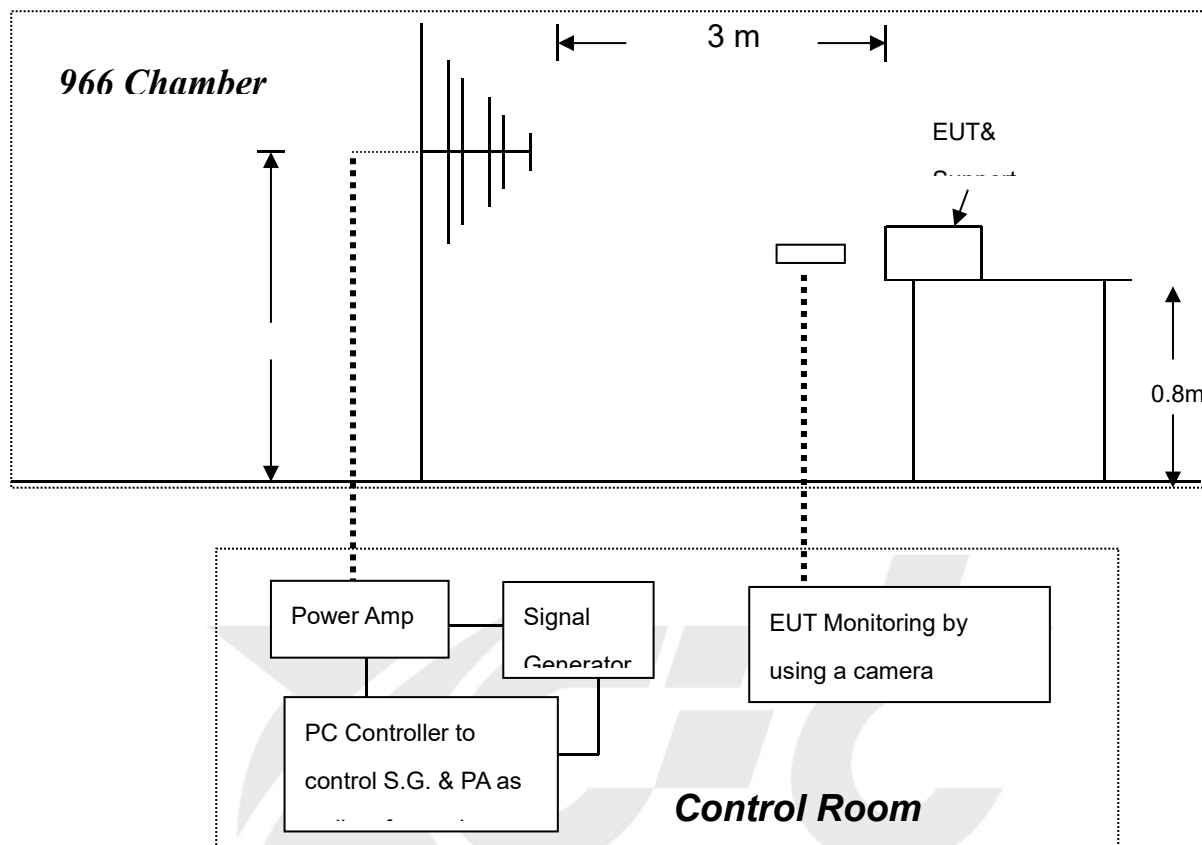 3 m
966 Chamber
EUT&
0.8m
Power Amp
Signal
Generator
EUT Monitoring by
using a camera
PC Controller to
control S.G. & PA as
Control Room